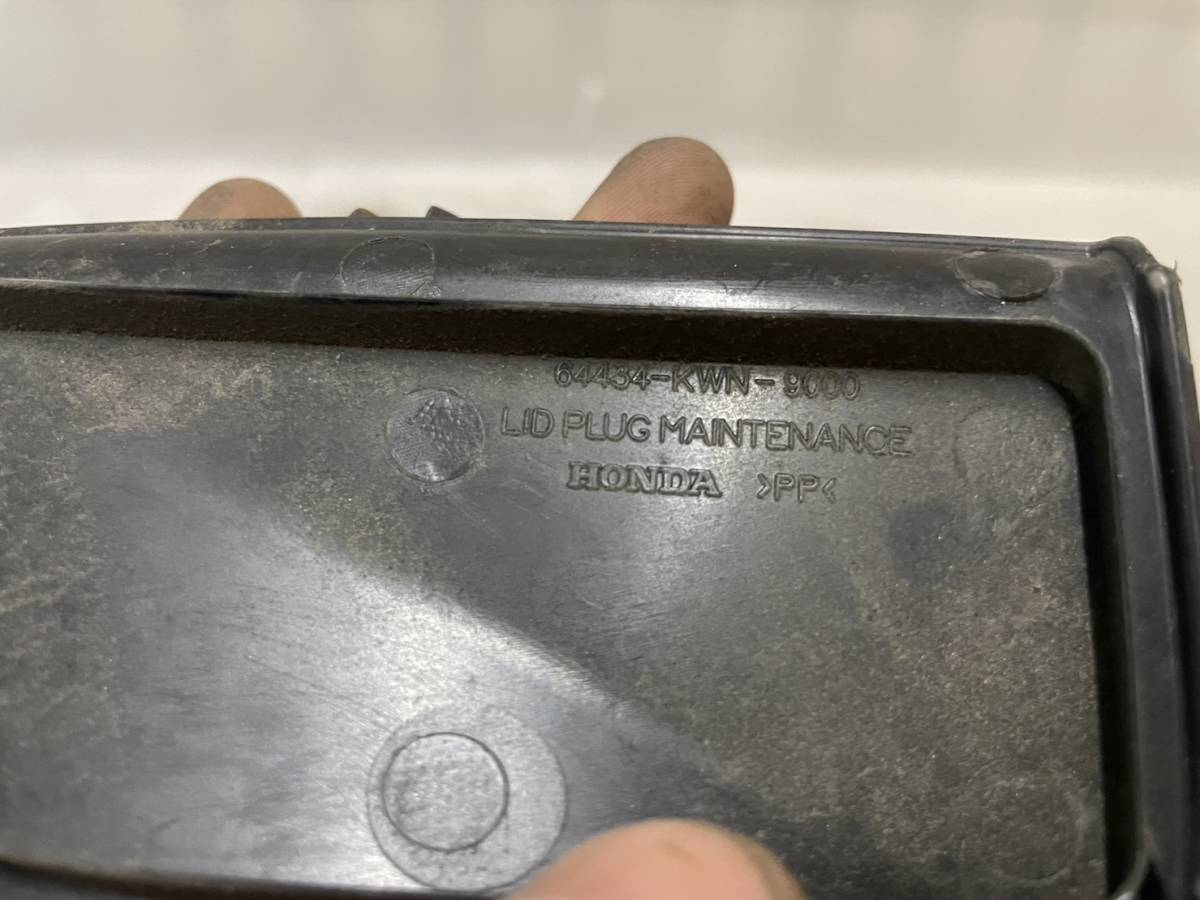 64434-KWN-9000
LID PLUG MAINTENANCE
HONDA >PP<